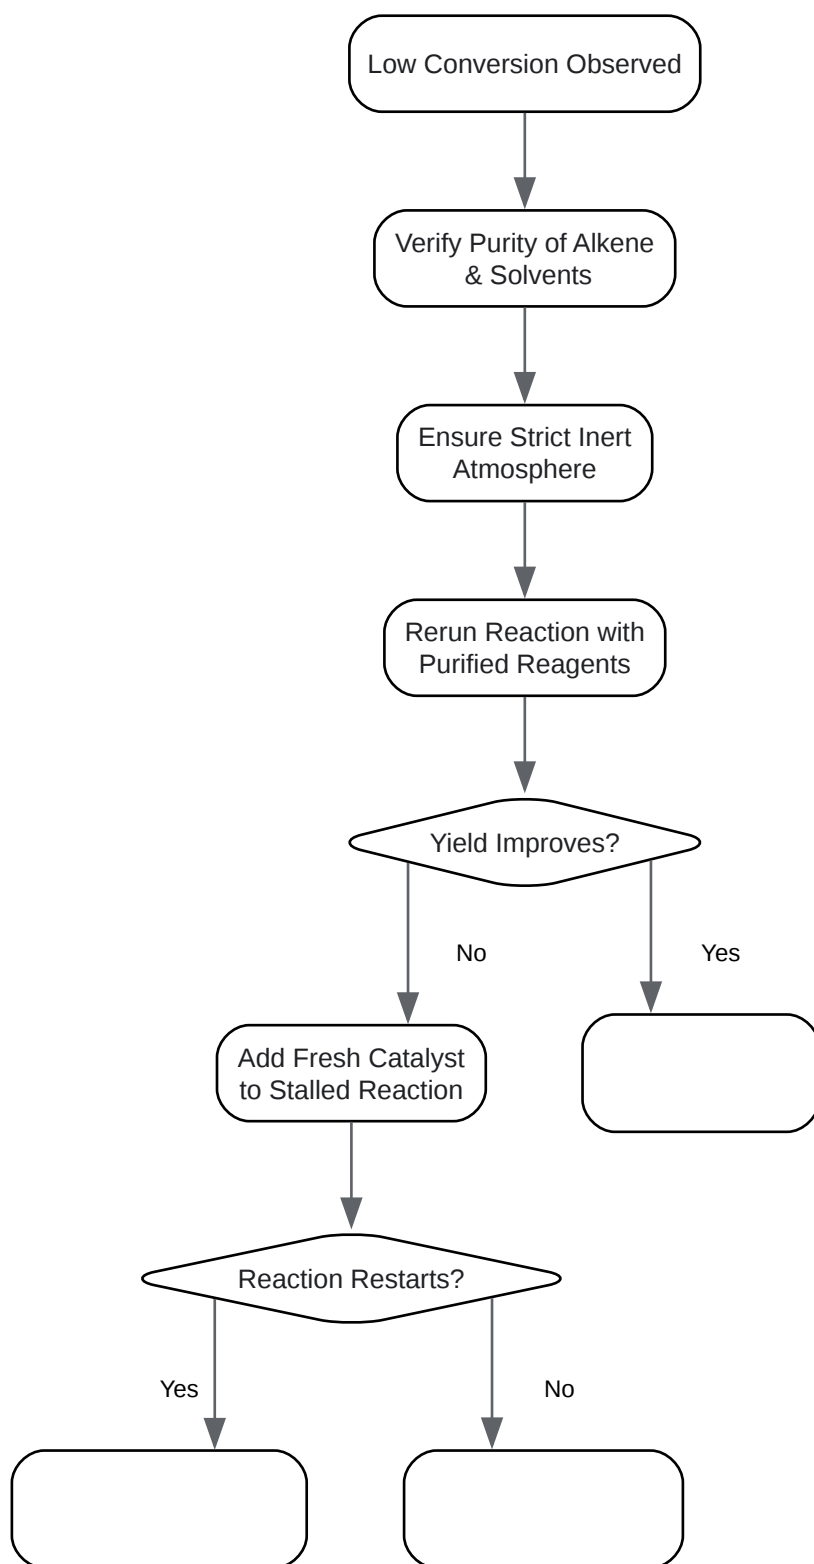 Low Conversion Observed
Verify Purity of Alkene
& Solvents
Ensure Strict Inert
Atmosphere
Rerun Reaction with
Purified Reagents
Yield Improves?
No
Yes
Add Fresh Catalyst
to Stalled Reaction
Reaction Restarts?
Yes
No